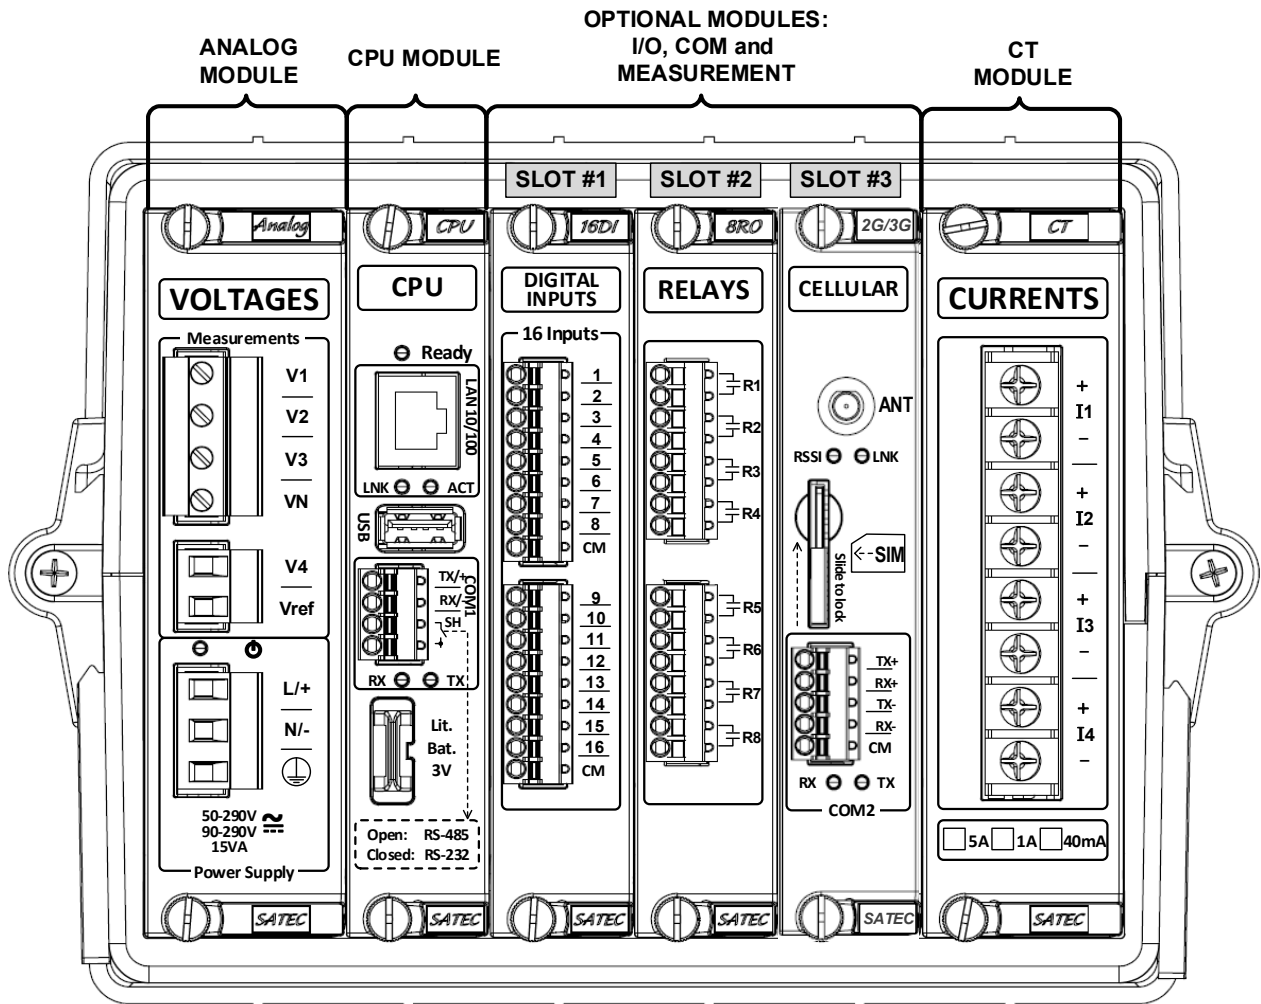 ANALOG
MODULE
CPU MODULE
OPTIONAL MODULES:
I/O, COM and
MEASUREMENT
CT
MODULE
SLOT #1
SLOT #2
SLOT #3
Analog
VOLTAGES
Measurements
V1
V2
V3
VN
V4
Vref
L/+
N/-
50-290V
90-290V
15VA
Power Supply
SATEC
CPU
CPU
Ready
LAN 10/100
LNK
ACT
USB
COM1
TX/+
RX/-
SH
RX
TX
Lit.
Bat.
3V
Open: RS-485
Closed: RS-232
SATEC
16DI
DIGITAL
INPUTS
16 Inputs
1
2
3
4
5
6
7
8
CM
9
10
11
12
13
14
15
16
CM
SATEC
8RO
RELAYS
R1
R2
R3
R4
R5
R6
R7
R8
SATEC
2G/3G
CELLULAR
ANT
RSSI
LNK
SIM
Slide to lock
TX+
RX+
TX-
RX-
CM
RX
TX
COM2
SATEC
CT
CURRENTS
+
I1
-
+
I2
-
+
I3
-
+
I4
-
5A
1A
40mA
SATEC